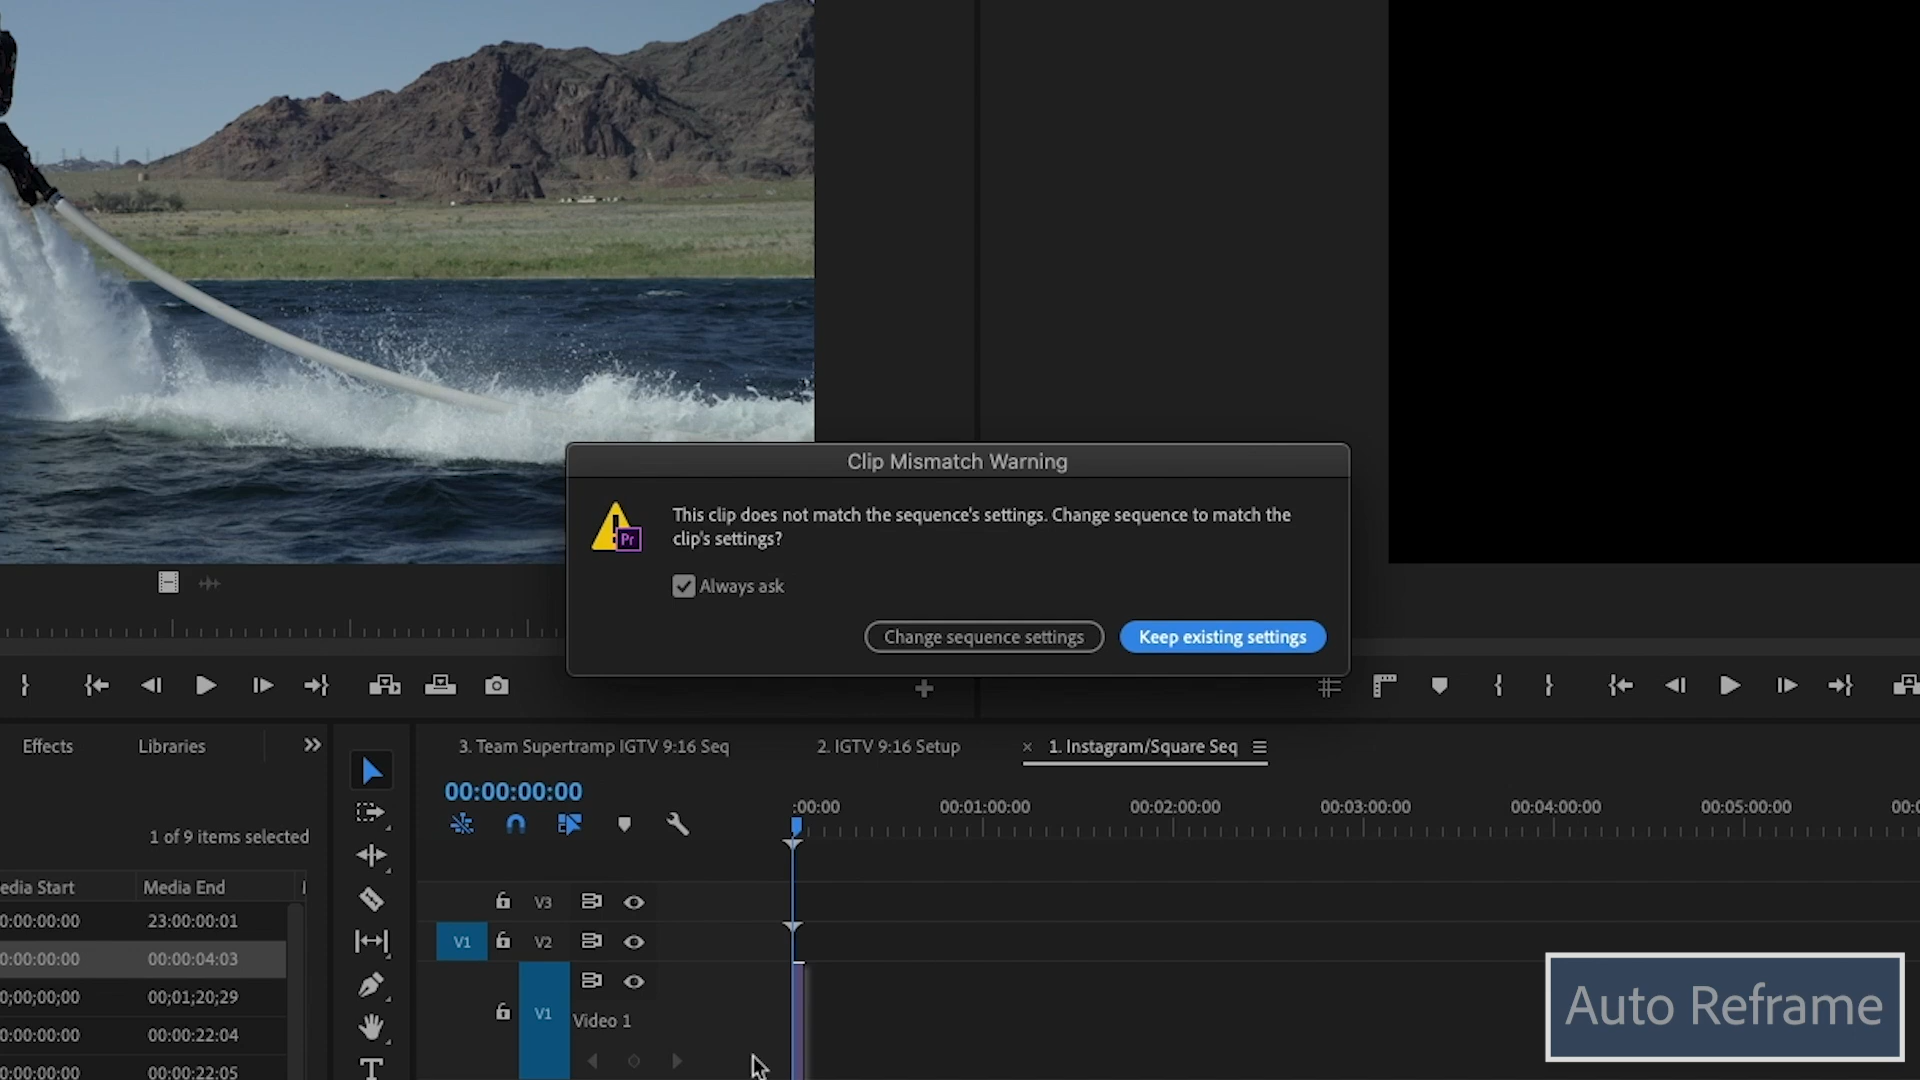 Clip Mismatch Warning
This clip does not match the sequence's settings. Change sequence to match the
clip's settings?
Pr
Always ask
Change sequence settings
Keep existing settings
Effects
Libraries
3. Team Supertramp IGTV 9:16 Seq
2. IGTV 9:16 Setup
1. Instagram/Square Seq
00:00:00:00
:00:00
00:01:00:00
00:02:00:00
00:03:00:00
00:04:00:00
00:05:00:00
00:
1 of 9 items selected
edia Start
Media End
0:00:00:00
23:00:00:01
0:00:00:00
00:00:04:03
0;00;00;00
00;01;20;29
0:00:00:00
00:00:22:04
0:00:00:00
00:00:22:05
V3
V1
V2
V1
Video 1
Auto Reframe